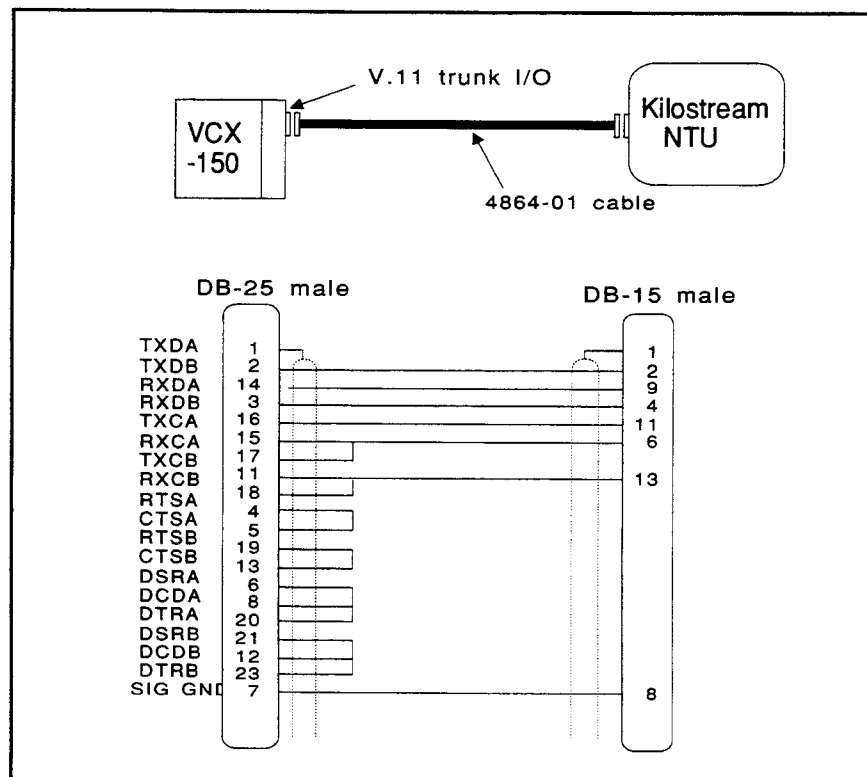 V.11 trunk I/O
VCX
-150
Kilostream
NTU
4864-01 cable
DB-25 male
DB-15 male
TXDA 1 1
TXDB 2 2
RXDA 14 9
RXDB 3 4
TXCA 16 11
RXCA 15 6
TXCB 17
RXCB 11 13
RTSA 18
CTSA 4
RTSB 5
CTSB 19
DSRA 13
DCDA 6
DTRA 8
DSRB 20
DCDB 21
DTRB 12
SIG GND 23
7 8